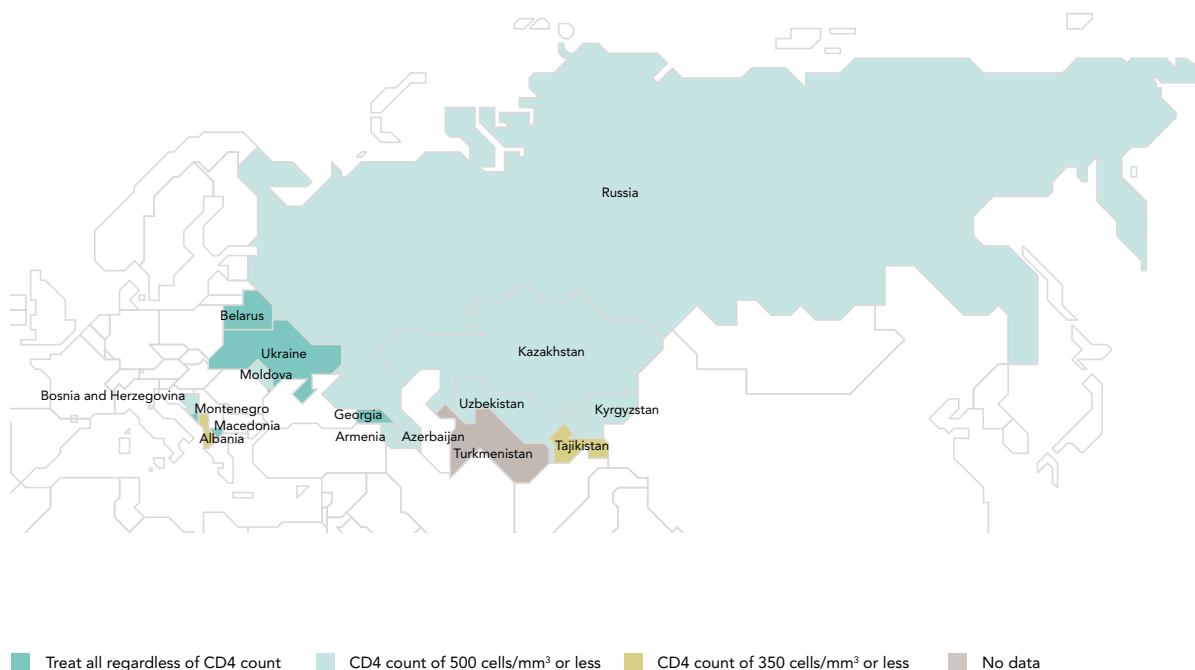 Russia
Belarus
Ukraine
Kazakhstan
Moldova
Bosnia and Herzegovina
Uzbekistan
Montenegro
Kyrgyzstan
Georgia
Macedonia
Armenia
Azerbaijan
Albania
Tajikistan
Turkmenistan
Treat all regardless of CD4 count
CD4 count of 500 cells/mm³ or less
CD4 count of 350 cells/mm³ or less
No data